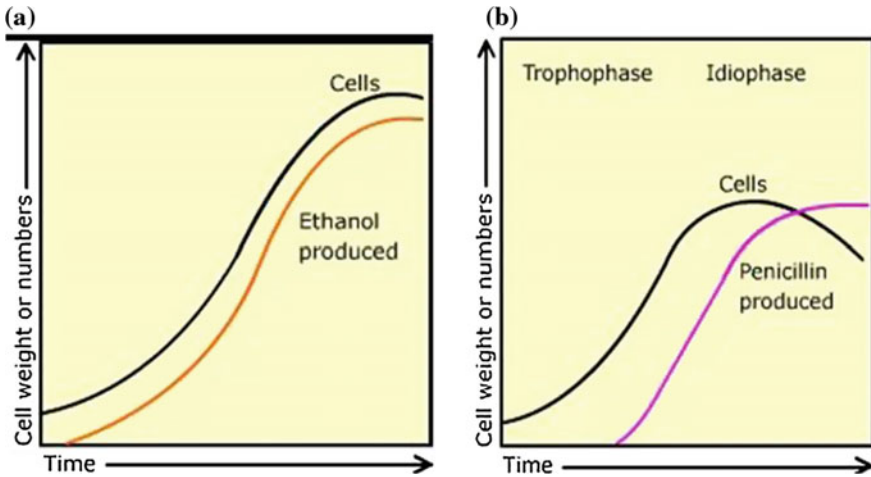 (a)
Cell weight or numbers
Cells
Ethanol
produced
Time
(b)
Cell weight or numbers
Trophophase
Idiophase
Cells
Penicillin
produced
Time